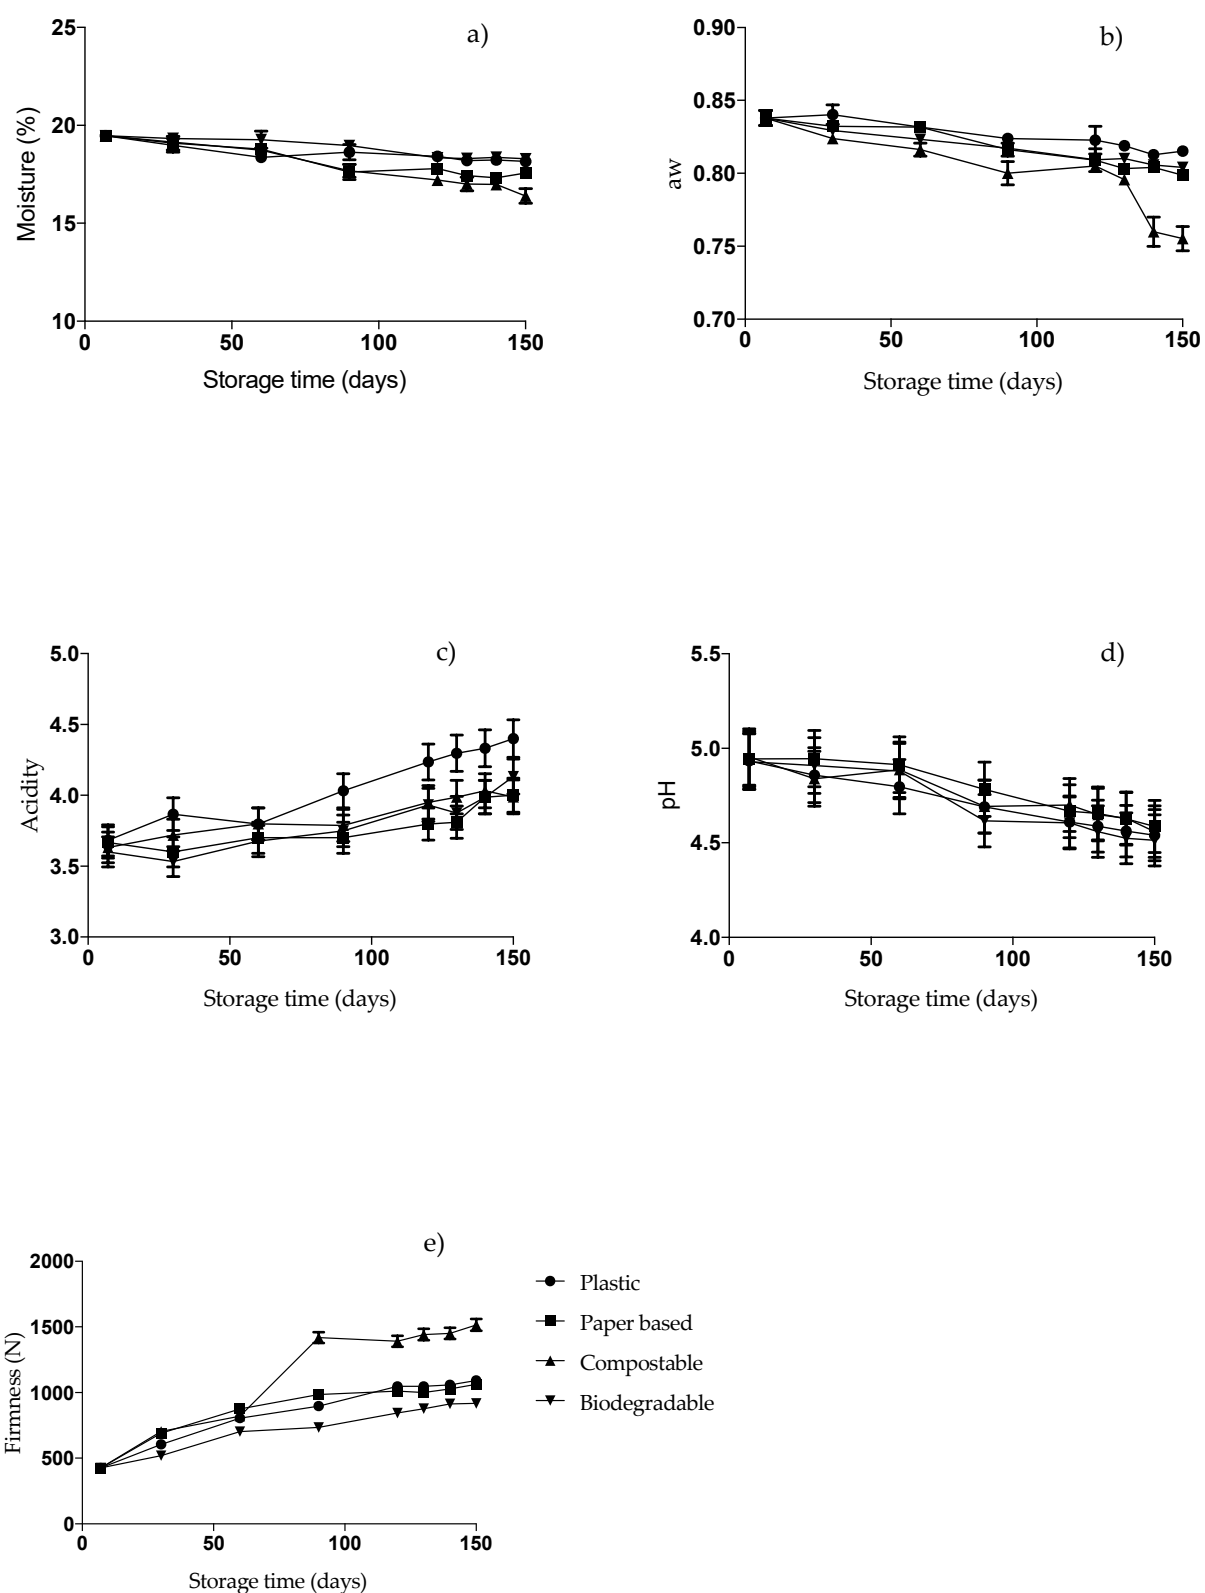 a)
25
20
15
10
Moisture (%)
0 50 100 150
Storage time (days)
b)
0.90
0.85
0.80
0.75
0.70
aw
0 50 100 150
Storage time (days)
c)
5.0
4.5
4.0
3.5
3.0
Acidity
0 50 100 150
Storage time (days)
d)
5.5
5.0
4.5
4.0
pH
0 50 100 150
Storage time (days)
e)
2000
1500
1000
500
0
Firmness (N)
0 50 100 150
Storage time (days)
Plastic
Paper based
Compostable
Biodegradable